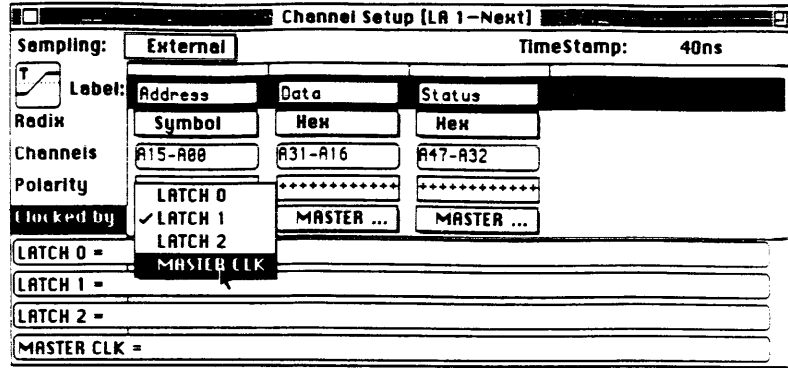 Channel Setup [LA 1-Next]
Sampling: External TimeStamp: 40ns
T Label: Address Data Status
Radix Symbol Hex Hex
Channels A15-A00 A31-A16 A47-A32
Polarity ++++++++++++ ++++++++++++
Clocked by MASTER ... MASTER ...
LATCH 0
✓LATCH 1
LATCH 2
MASTER CLK
LATCH 0 =
LATCH 1 =
LATCH 2 =
MASTER CLK =